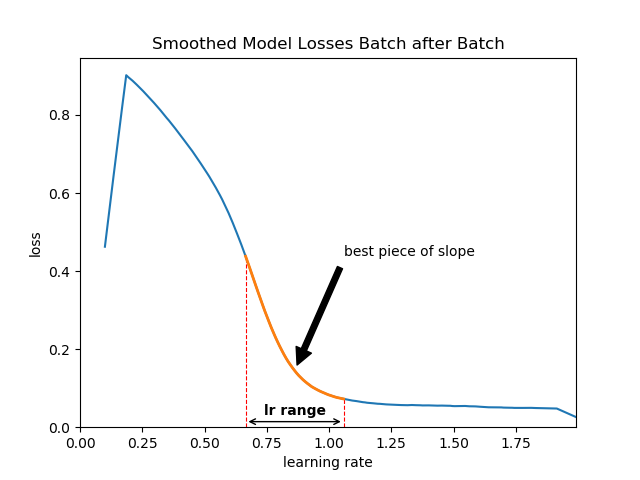 Smoothed Model Losses Batch after Batch
0.8
0.6
0.4
0.2
0.0
loss
best piece of slope
lr range
0.00 0.25 0.50 0.75 1.00 1.25 1.50 1.75
learning rate